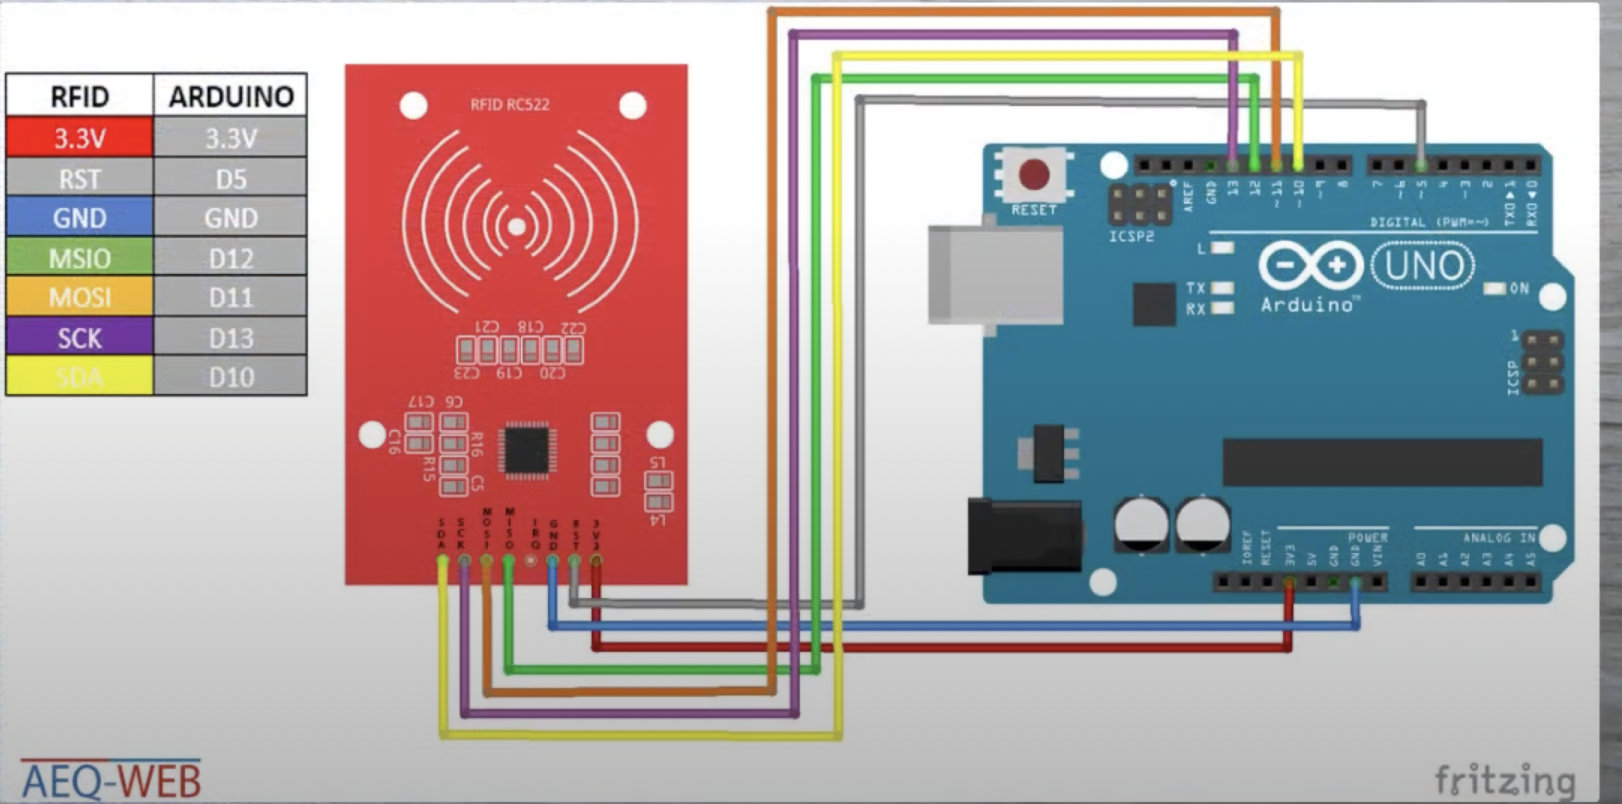 RFID ARDUINO
3.3V 3.3V
RST D5
GND GND
MSIO D12
MOSI D11
SCK D13
SDA D10
RFID RC522
C21 C18 C22
C23 C19 C20
C17 C6
C16 R16
R15 C5
L5
L4
SDA SCK MOSI MISO IRQ GND RST 3V3
RESET
ICSP2
AREF GND 13 12 ~11 ~10 ~9 8 7 ~6 ~5 4 ~3 2 TX0▶1 RX0◀0
DIGITAL (PWM=~)
L
TX
RX
UNO
Arduino™
ON
1
ICSP
POWER ANALOG IN
IOREF RESET 3V3 5V GND GND VIN A0 A1 A2 A3 A4 A5
AEQ-WEB
fritzing